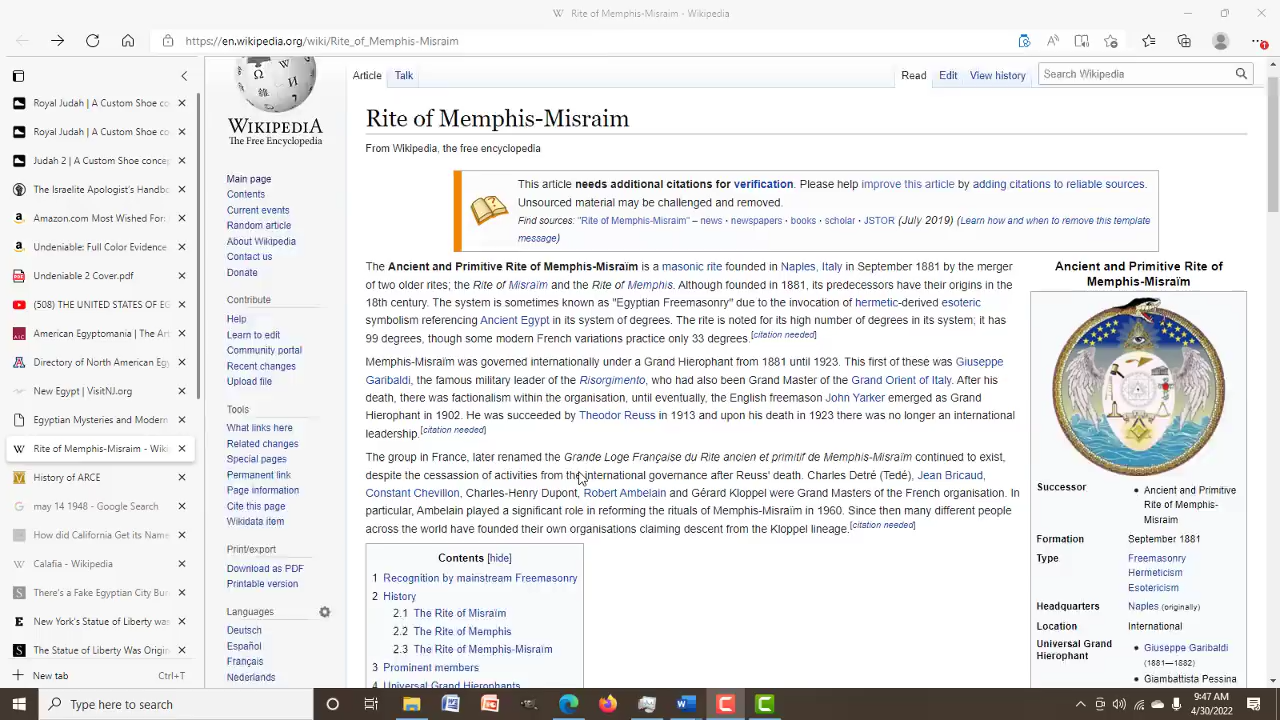 Rite of Memphis-Misraim - Wikipedia
https://en.wikipedia.org/wiki/Rite_of_Memphis-Misraim
Royal Judah | A Custom Shoe co
Royal Judah | A Custom Shoe co
Judah 2 | A Custom Shoe concep
The Israelite Apologist's Handbo
Amazon.com Most Wished For:
Undeniable: Full Color Evidence
Undeniable 2 Cover.pdf
(508) THE UNITED STATES OF EG
American Egyptomania | The Art
Directory of North American Eg
New Egypt | VisitNJ.org
Egyptian Mysteries and Modern
Rite of Memphis-Misraim - Wiki
History of ARCE
may 14 1948 - Google Search
How did California Get its Name
Calafia - Wikipedia
There's a Fake Egyptian City Bur
New York's Statue of Liberty was
The Statue of Liberty Was Origin
New tab Ctrl+T
WIKIPEDIA
The Free Encyclopedia
Main page
Contents
Current events
Random article
About Wikipedia
Contact us
Donate
Contribute
Help
Learn to edit
Community portal
Recent changes
Upload file
Tools
What links here
Related changes
Special pages
Permanent link
Page information
Cite this page
Wikidata item
Print/export
Download as PDF
Printable version
Languages
Deutsch
Español
Français
Nederlands
Article Talk Read Edit View history Search Wikipedia
Rite of Memphis-Misraim
From Wikipedia, the free encyclopedia
This article needs additional citations for verification. Please help improve this article by adding citations to reliable sources.
Unsourced material may be challenged and removed.
Find sources: "Rite of Memphis-Misraim" – news · newspapers · books · scholar · JSTOR (July 2019) (Learn how and when to remove this template
message)
The Ancient and Primitive Rite of Memphis-Misraïm is a masonic rite founded in Naples, Italy in September 1881 by the merger
of two older rites; the Rite of Misraïm and the Rite of Memphis. Although founded in 1881, its predecessors have their origins in the
18th century. The system is sometimes known as "Egyptian Freemasonry" due to the invocation of hermetic-derived esoteric
symbolism referencing Ancient Egypt in its system of degrees. The rite is noted for its high number of degrees in its system; it has
99 degrees, though some modern French variations practice only 33 degrees.[citation needed]
Memphis-Misraïm was governed internationally under a Grand Hierophant from 1881 until 1923. This first of these was Giuseppe
Garibaldi, the famous military leader of the Risorgimento, who had also been Grand Master of the Grand Orient of Italy. After his
death, there was factionalism within the organisation, until eventually, the English freemason John Yarker emerged as Grand
Hierophant in 1902. He was succeeded by Theodor Reuss in 1913 and upon his death in 1923 there was no longer an international
leadership.[citation needed]
The group in France, later renamed the Grande Loge Française du Rite ancien et primitif de Memphis-Misraïm continued to exist,
despite the cessassion of activities from the international governance after Reuss' death. Charles Detré (Tedé), Jean Bricaud,
Constant Chevillon, Charles-Henry Dupont, Robert Ambelain and Gérard Kloppel were Grand Masters of the French organisation. In
particular, Ambelain played a significant role in reforming the rituals of Memphis-Misraïm in 1960. Since then many different people
across the world have founded their own organisations claiming descent from the Kloppel lineage.[citation needed]
Contents [hide]
1 Recognition by mainstream Freemasonry
2 History
2.1 The Rite of Misraïm
2.2 The Rite of Memphis
2.3 The Rite of Memphis-Misraïm
3 Prominent members
4 Universal Grand Hierophants
Ancient and Primitive Rite of
Memphis-Misraïm
Successor • Ancient and Primitive
Rite of Memphis-
Misraim
Formation September 1881
Type Freemasonry
Hermeticism
Esotericism
Headquarters Naples (originally)
Location International
Universal Grand • Giuseppe Garibaldi
Hierophant (1881—1882)
• Giambattista Pessina
Type here to search
9:47 AM
4/30/2022